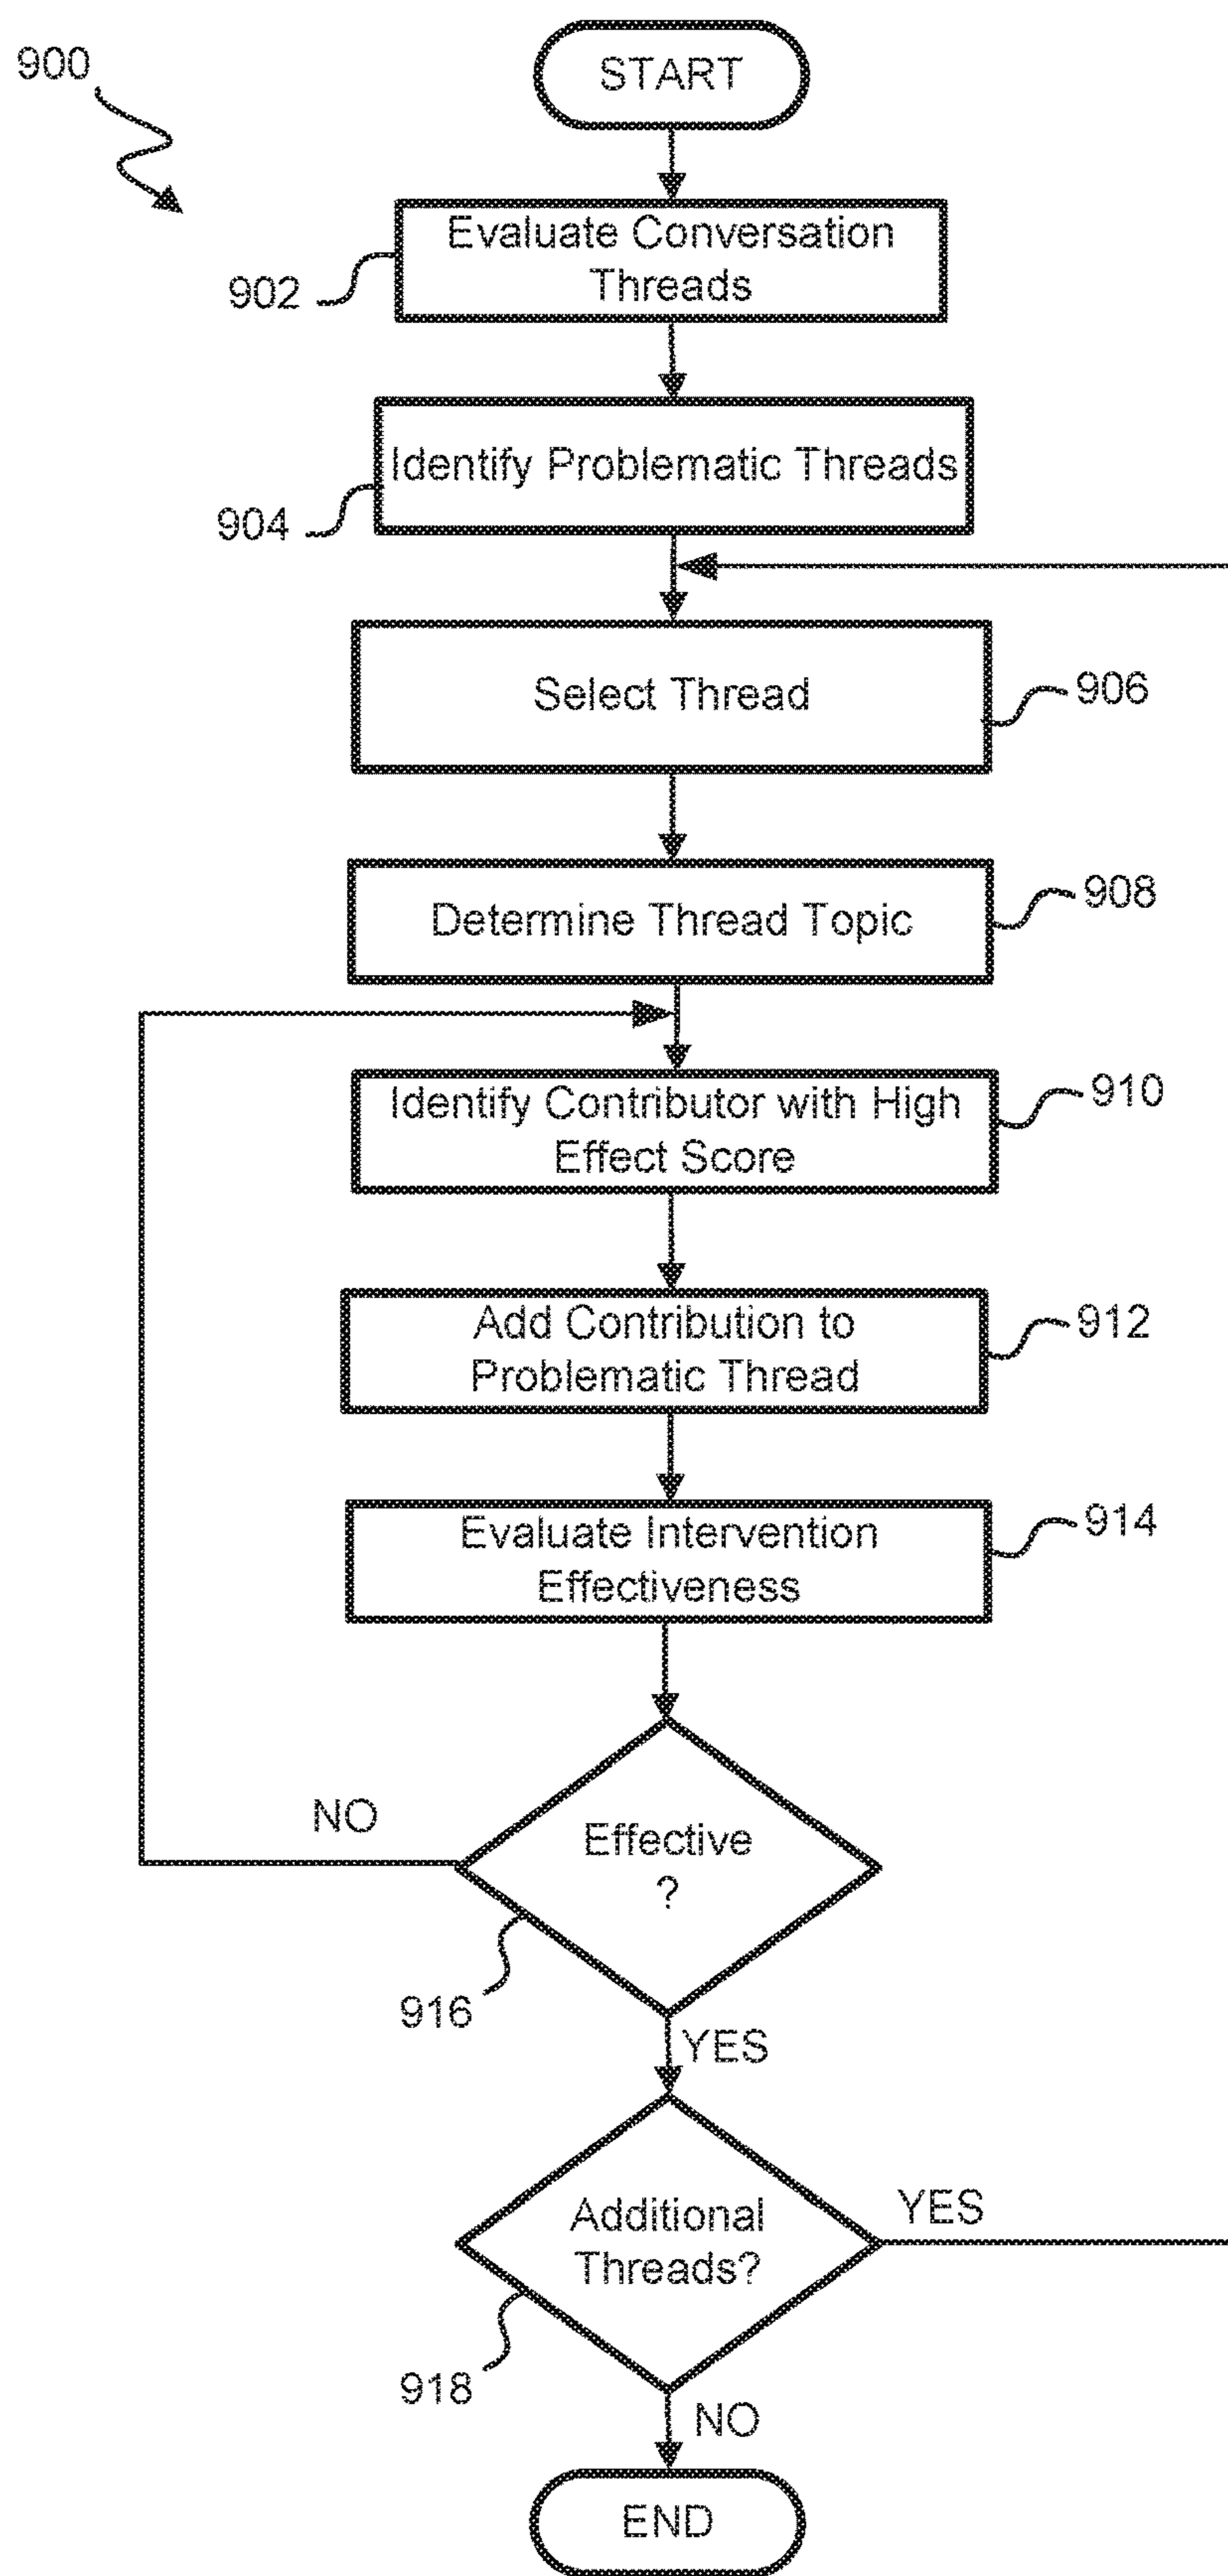 900
START
Evaluate Conversation
Threads
902
Identify Problematic Threads
904
Select Thread
906
Determine Thread Topic
908
Identify Contributor with High
Effect Score
910
Add Contribution to
Problematic Thread
912
Evaluate Intervention
Effectiveness
914
NO
Effective
?
916
YES
Additional
Threads?
YES
918
NO
END